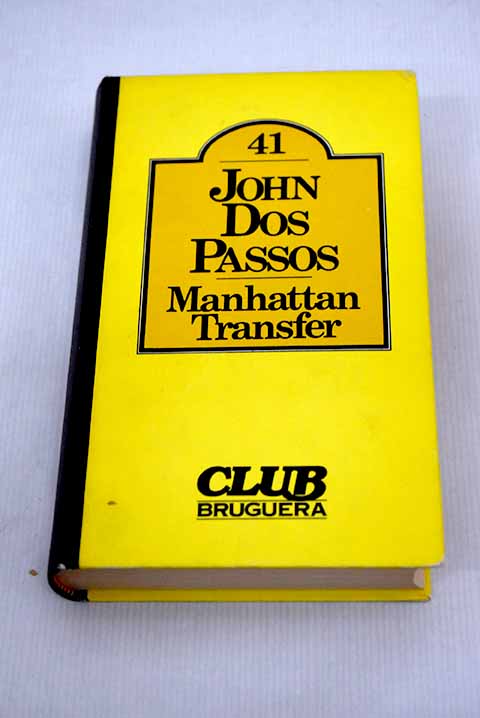 41
JOHN
DOS
PASSOS
Manhattan
Transfer
CLUB
BRUGUERA